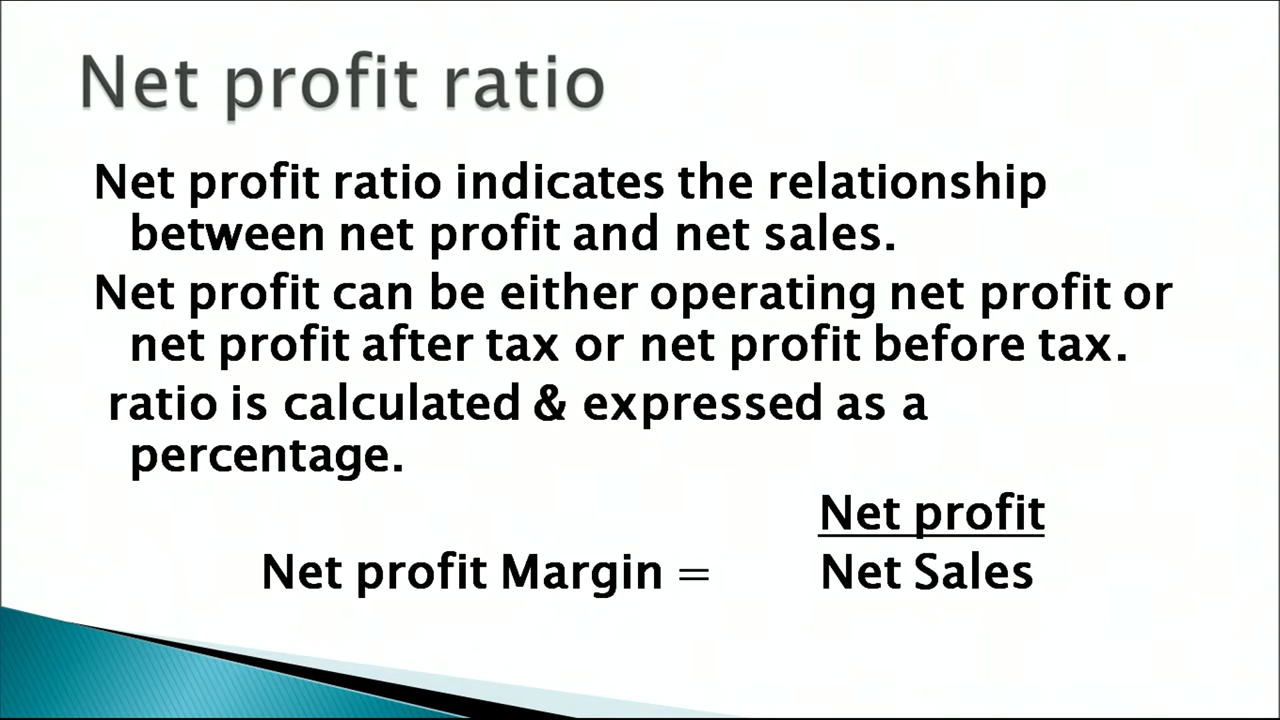 Net profit ratio
Net profit ratio indicates the relationship
between net profit and net sales.
Net profit can be either operating net profit or
net profit after tax or net profit before tax.
ratio is calculated & expressed as a
percentage.
Net profit
Net profit Margin = Net Sales